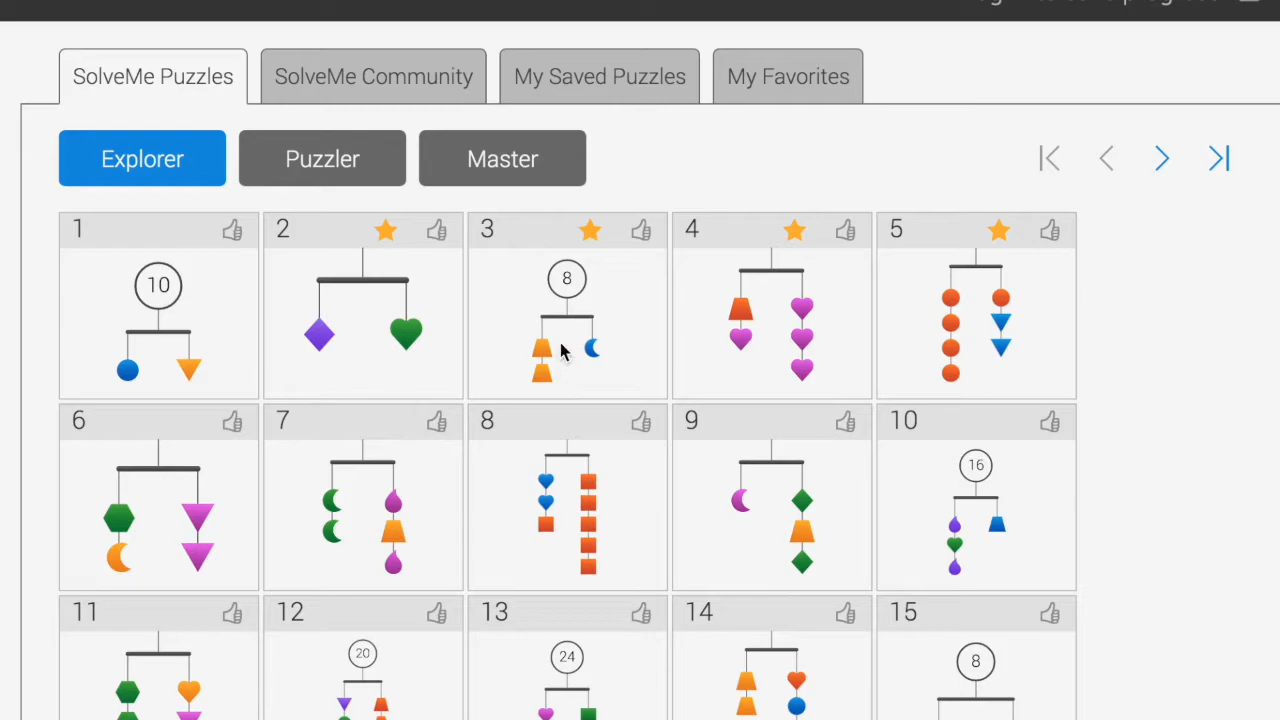 SolveMe Puzzles SolveMe Community My Saved Puzzles My Favorites
Explorer Puzzler Master
1 2 3 4 5
10 8
6 7 8 9 10
16
11 12 13 14 15
20 24 8